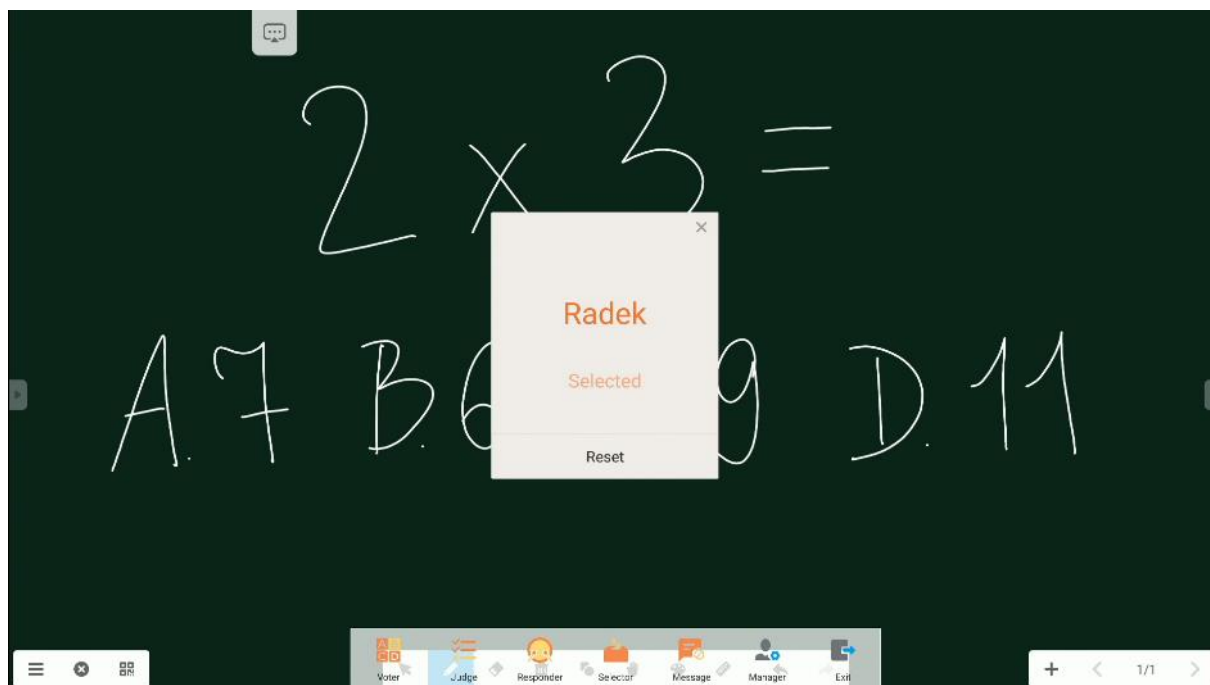 2 x 3 =
Radek
Selected
Reset
A. 7 B. 6 9 D. 11
Voter Judge Responder Selector Message Manager Exit
1/1